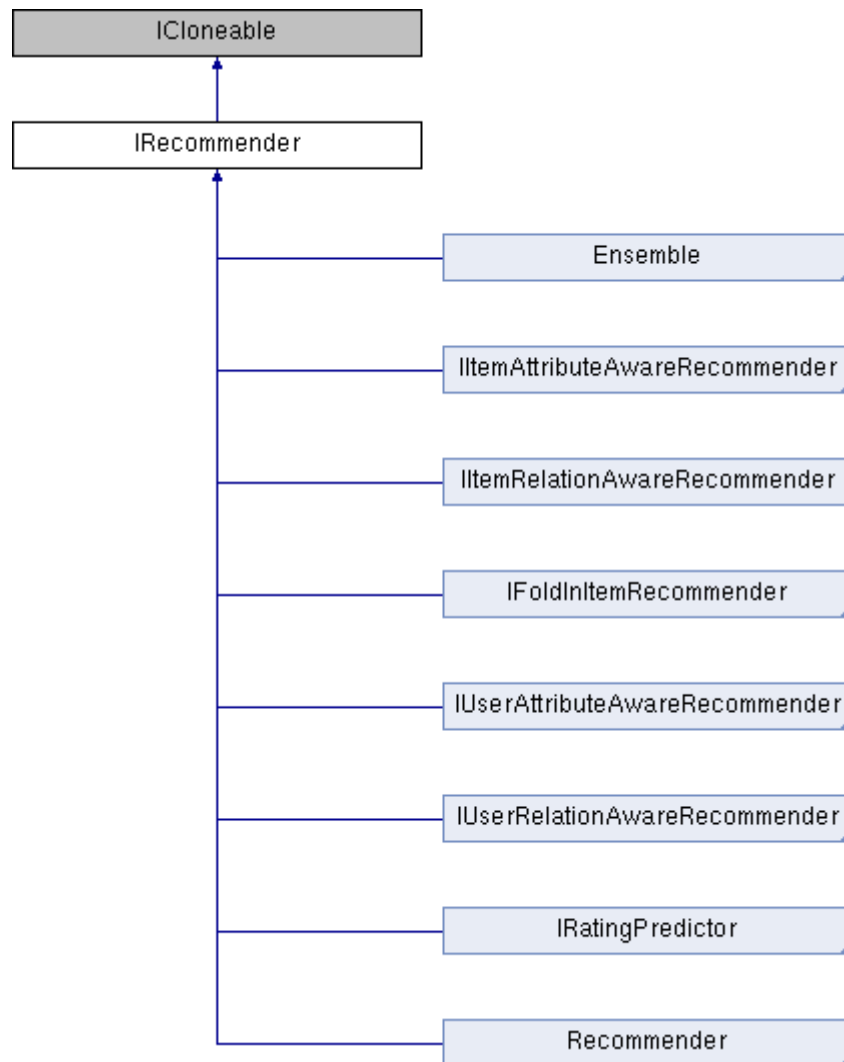 ICloneable
IRecommender
Ensemble
IItemAttributeAwareRecommender
IItemRelationAwareRecommender
IFoldInItemRecommender
IUserAttributeAwareRecommender
IUserRelationAwareRecommender
IRatingPredictor
Recommender